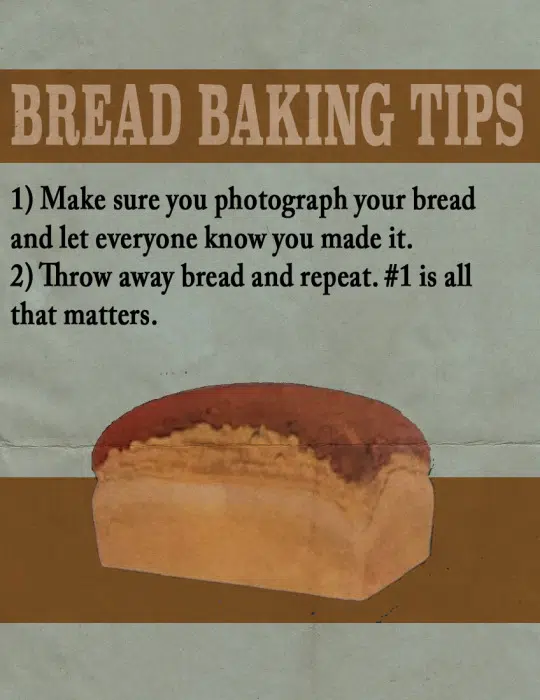 BREAD BAKING TIPS
1) Make sure you photograph your bread
and let everyone know you made it.
2) Throw away bread and repeat. #1 is all
that matters.